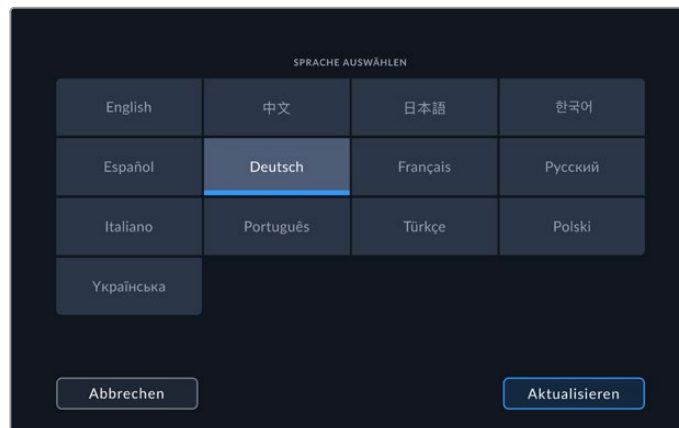 SPRACHE AUSWÄHLEN
English 中文 日本語 한국어
Español Deutsch Français Русский
Italiano Português Türkçe Polski
Українська
Abbrechen Aktualisieren